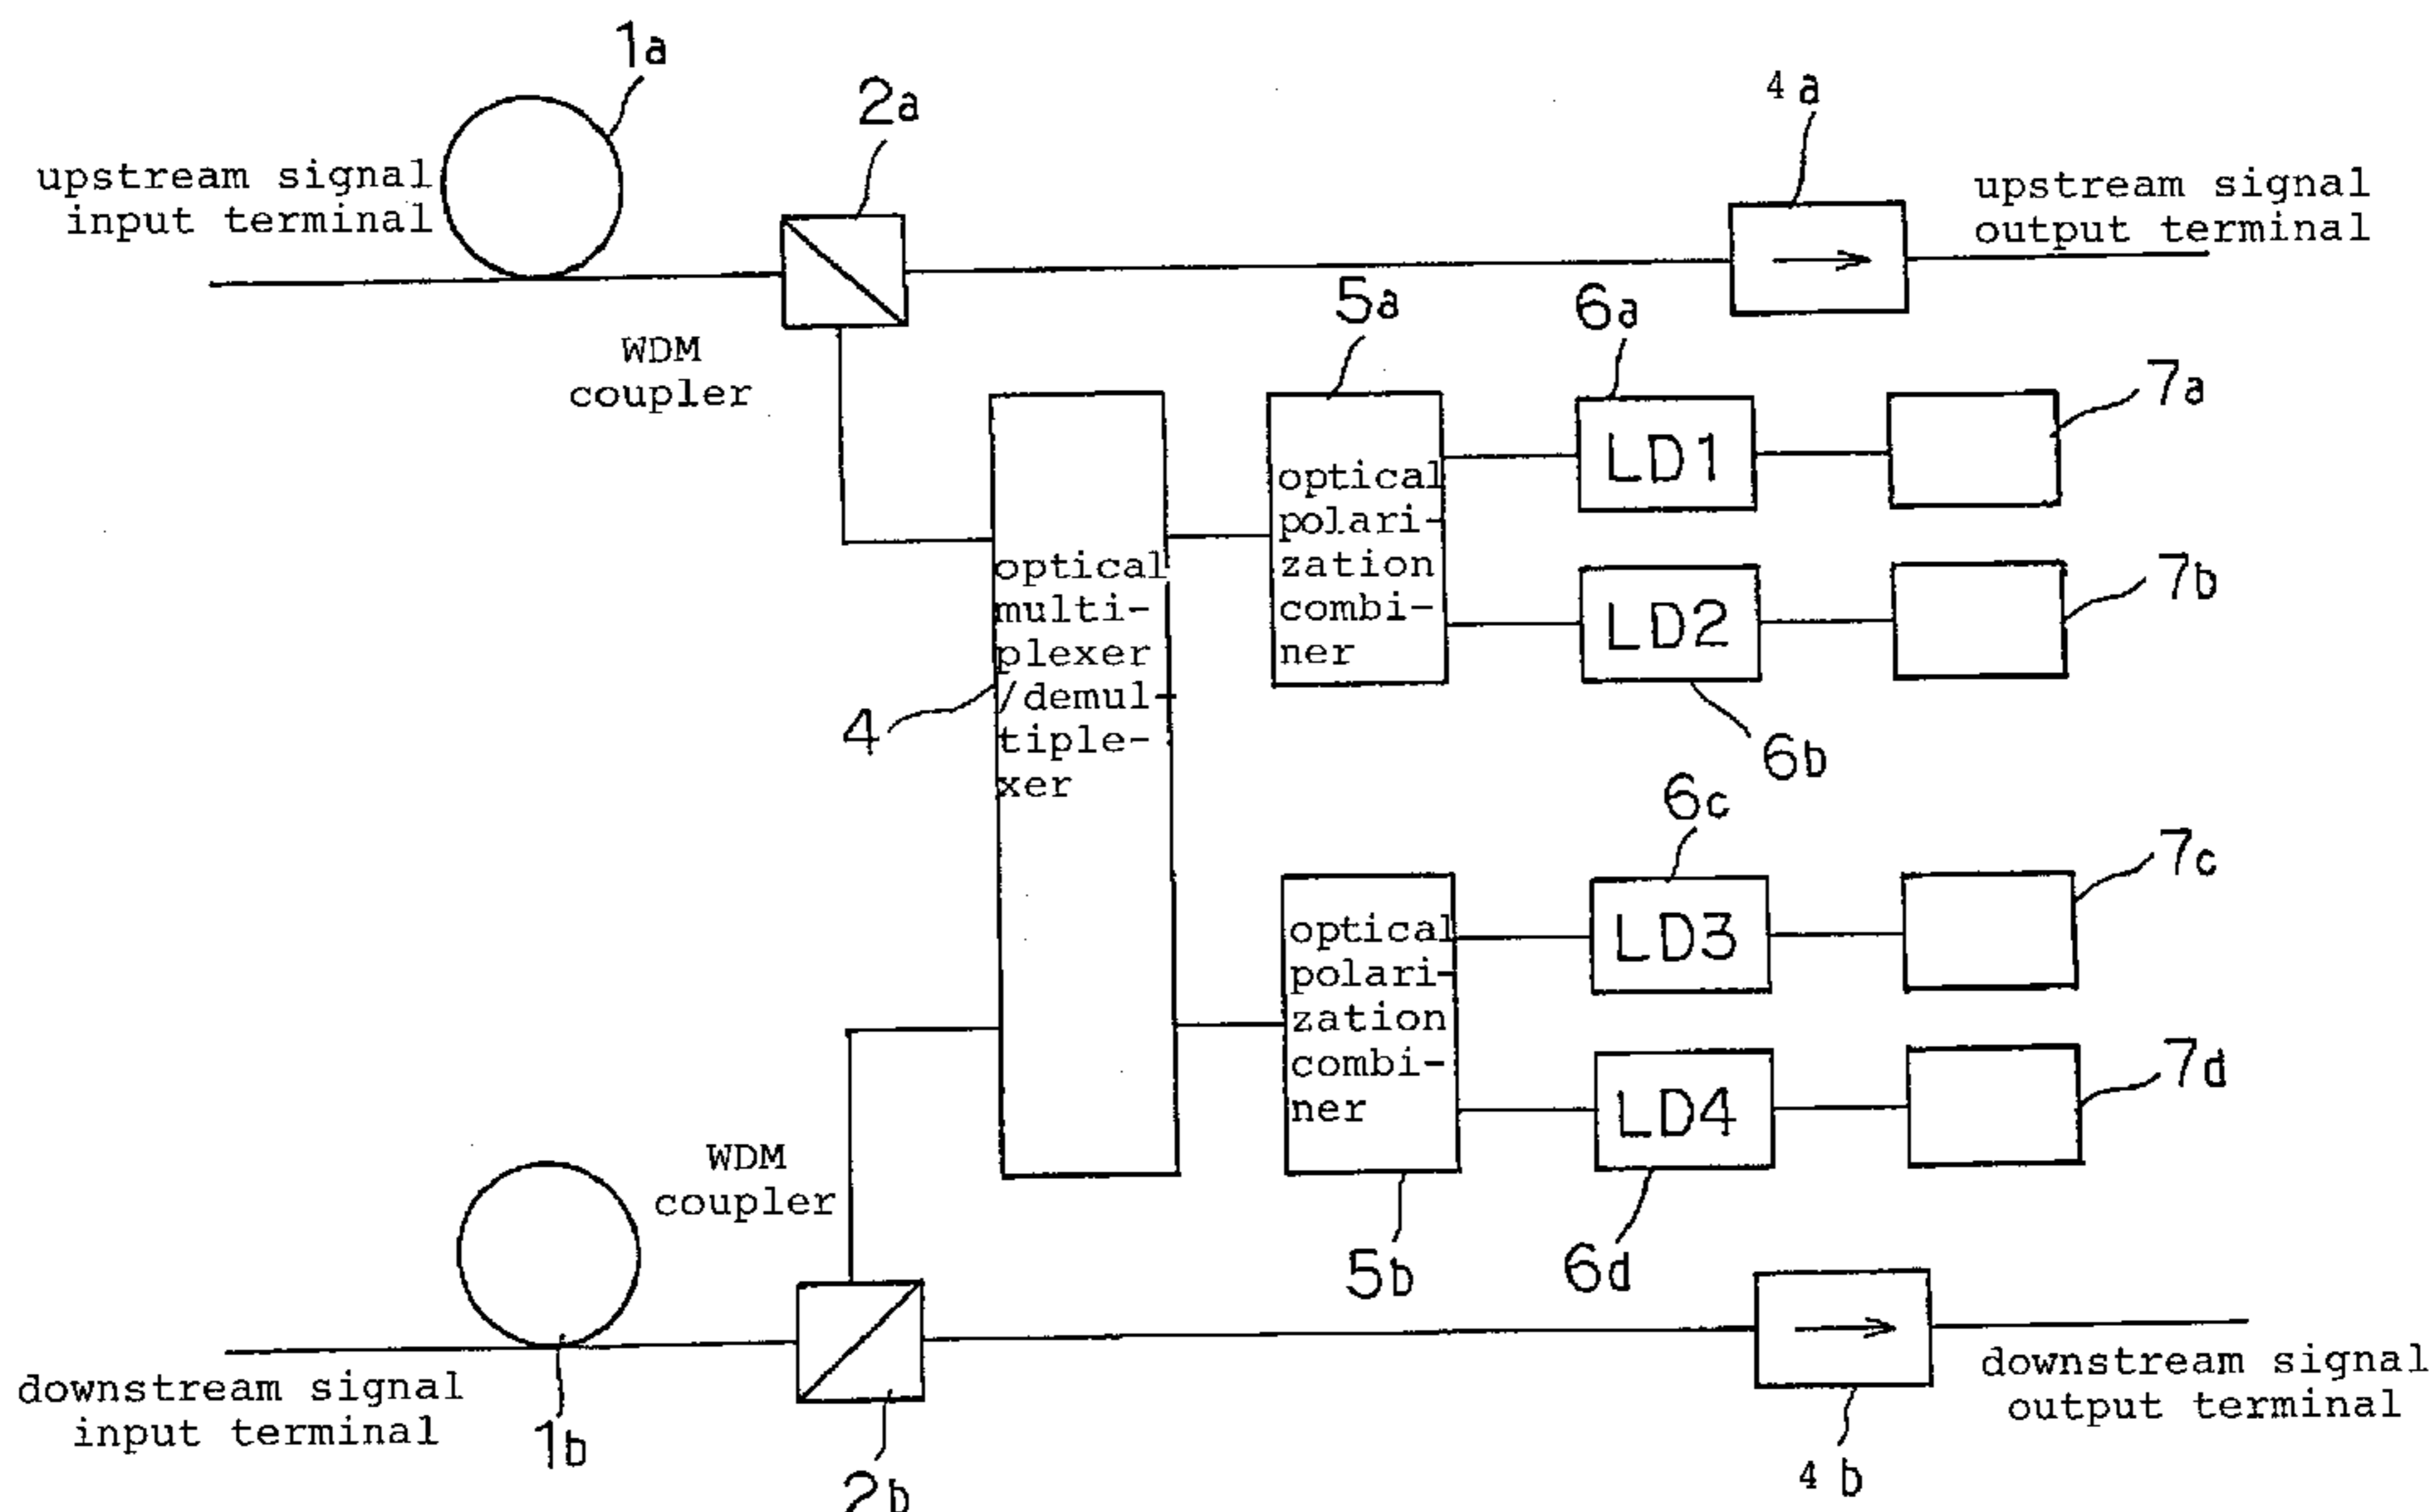 1a
2a
4a
upstream signal
input terminal
upstream signal
output terminal
WDM
coupler
5a
6a
7a
LD1
optical
polari-
zation
combi-
ner
7b
LD2
6b
optical
multi-
plexer
/demul-
tiple-
xer
4
6c
7c
LD3
optical
polari-
zation
combi-
ner
7d
LD4
5b
6d
WDM
coupler
downstream signal
input terminal
1b
2b
downstream signal
output terminal
4b